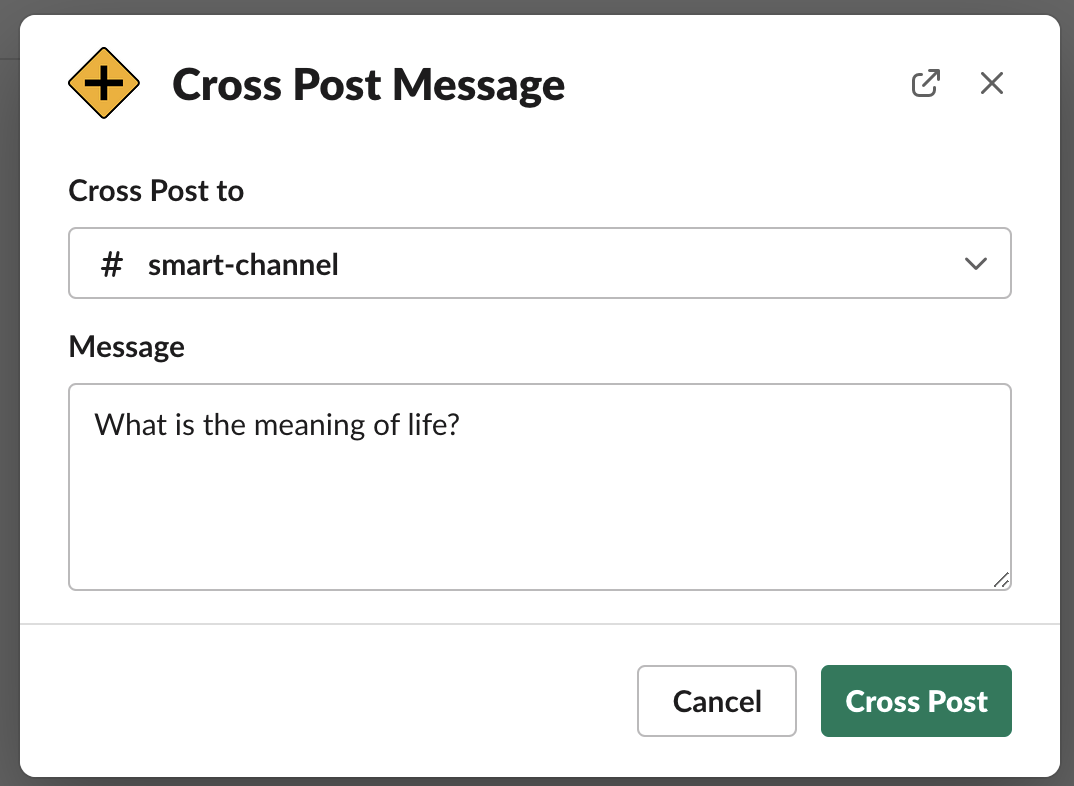 Cross Post Message
Cross Post to
# smart-channel
Message
What is the meaning of life?
Cancel
Cross Post